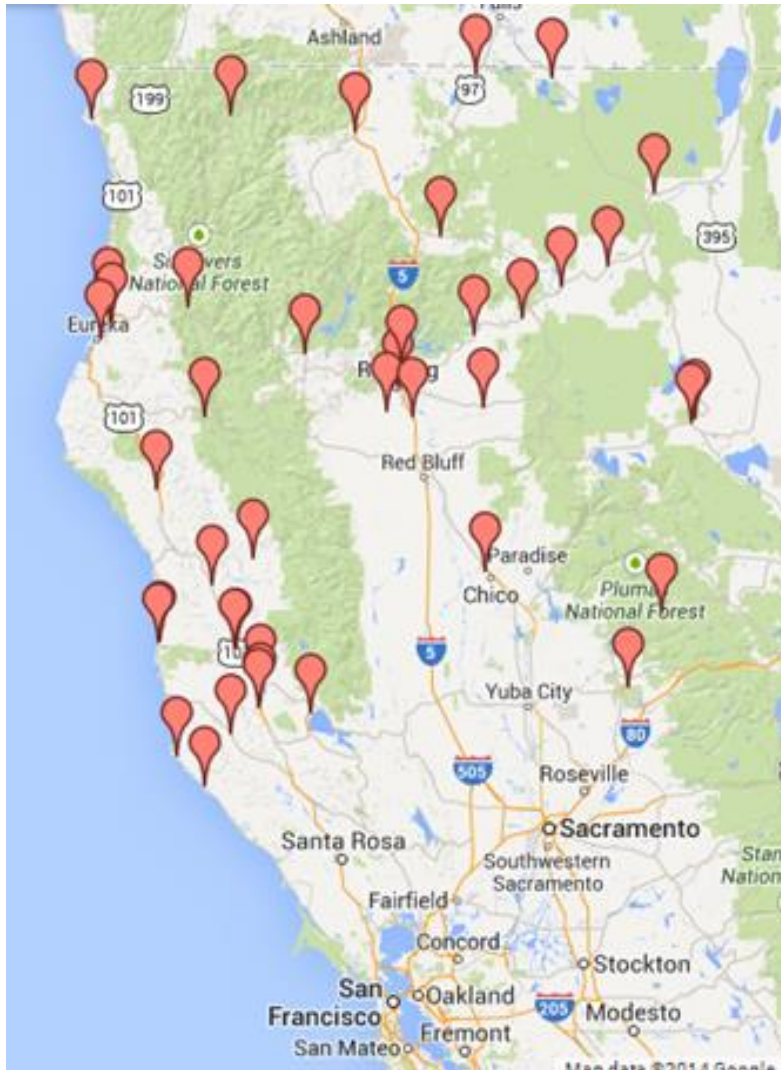 Falls
Ashland
199
97
101
395
5
National Forest
Eureka
101
Red Bluff
Paradise
Chico
National Forest
5
Yuba City
80
505
Roseville
Sacramento
Santa Rosa
Southwestern
Sacramento
Fairfield
Concord
Stockton
San
Francisco
Oakland
205
Modesto
Fremont
San Mateo